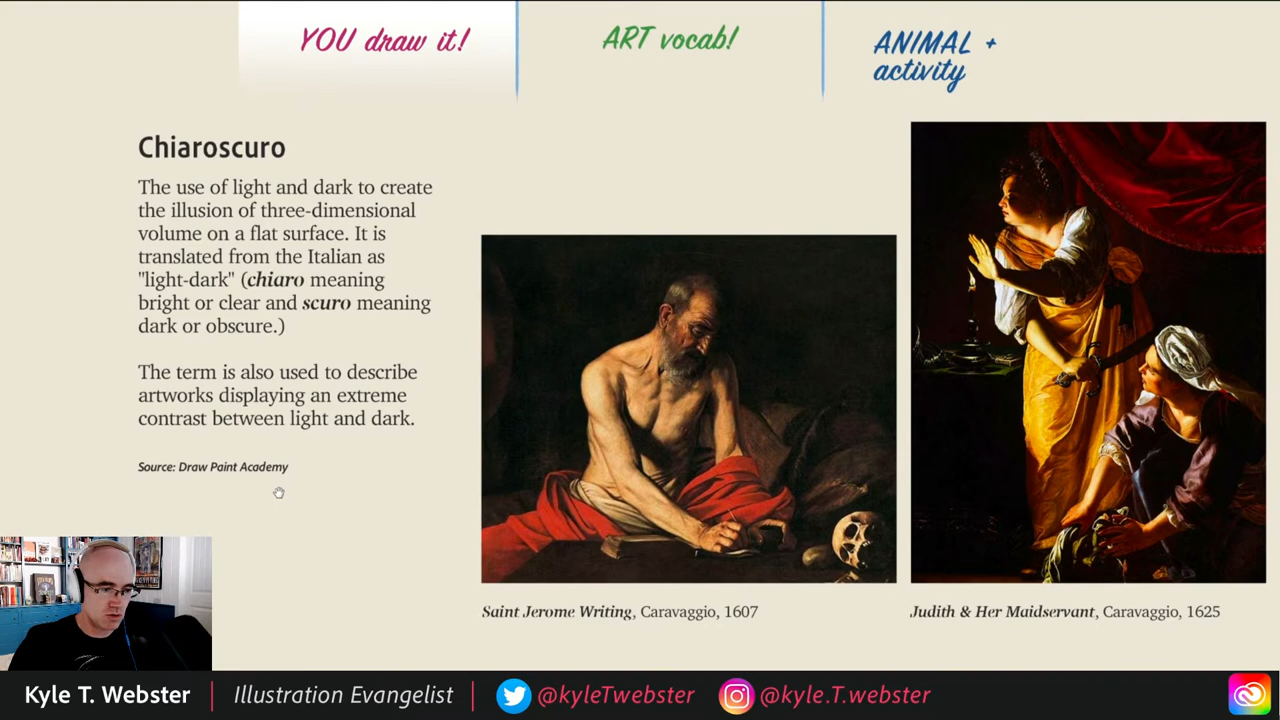 YOU draw it!
ART vocab!
ANIMAL +
activity
Chiaroscuro
The use of light and dark to create
the illusion of three-dimensional
volume on a flat surface. It is
translated from the Italian as
"light-dark" (chiaro meaning
bright or clear and scuro meaning
dark or obscure.)
The term is also used to describe
artworks displaying an extreme
contrast between light and dark.
Source: Draw Paint Academy
Saint Jerome Writing, Caravaggio, 1607
Judith & Her Maidservant, Caravaggio, 1625
Kyle T. Webster | Illustration Evangelist @kyleTwebster @kyle.T.webster